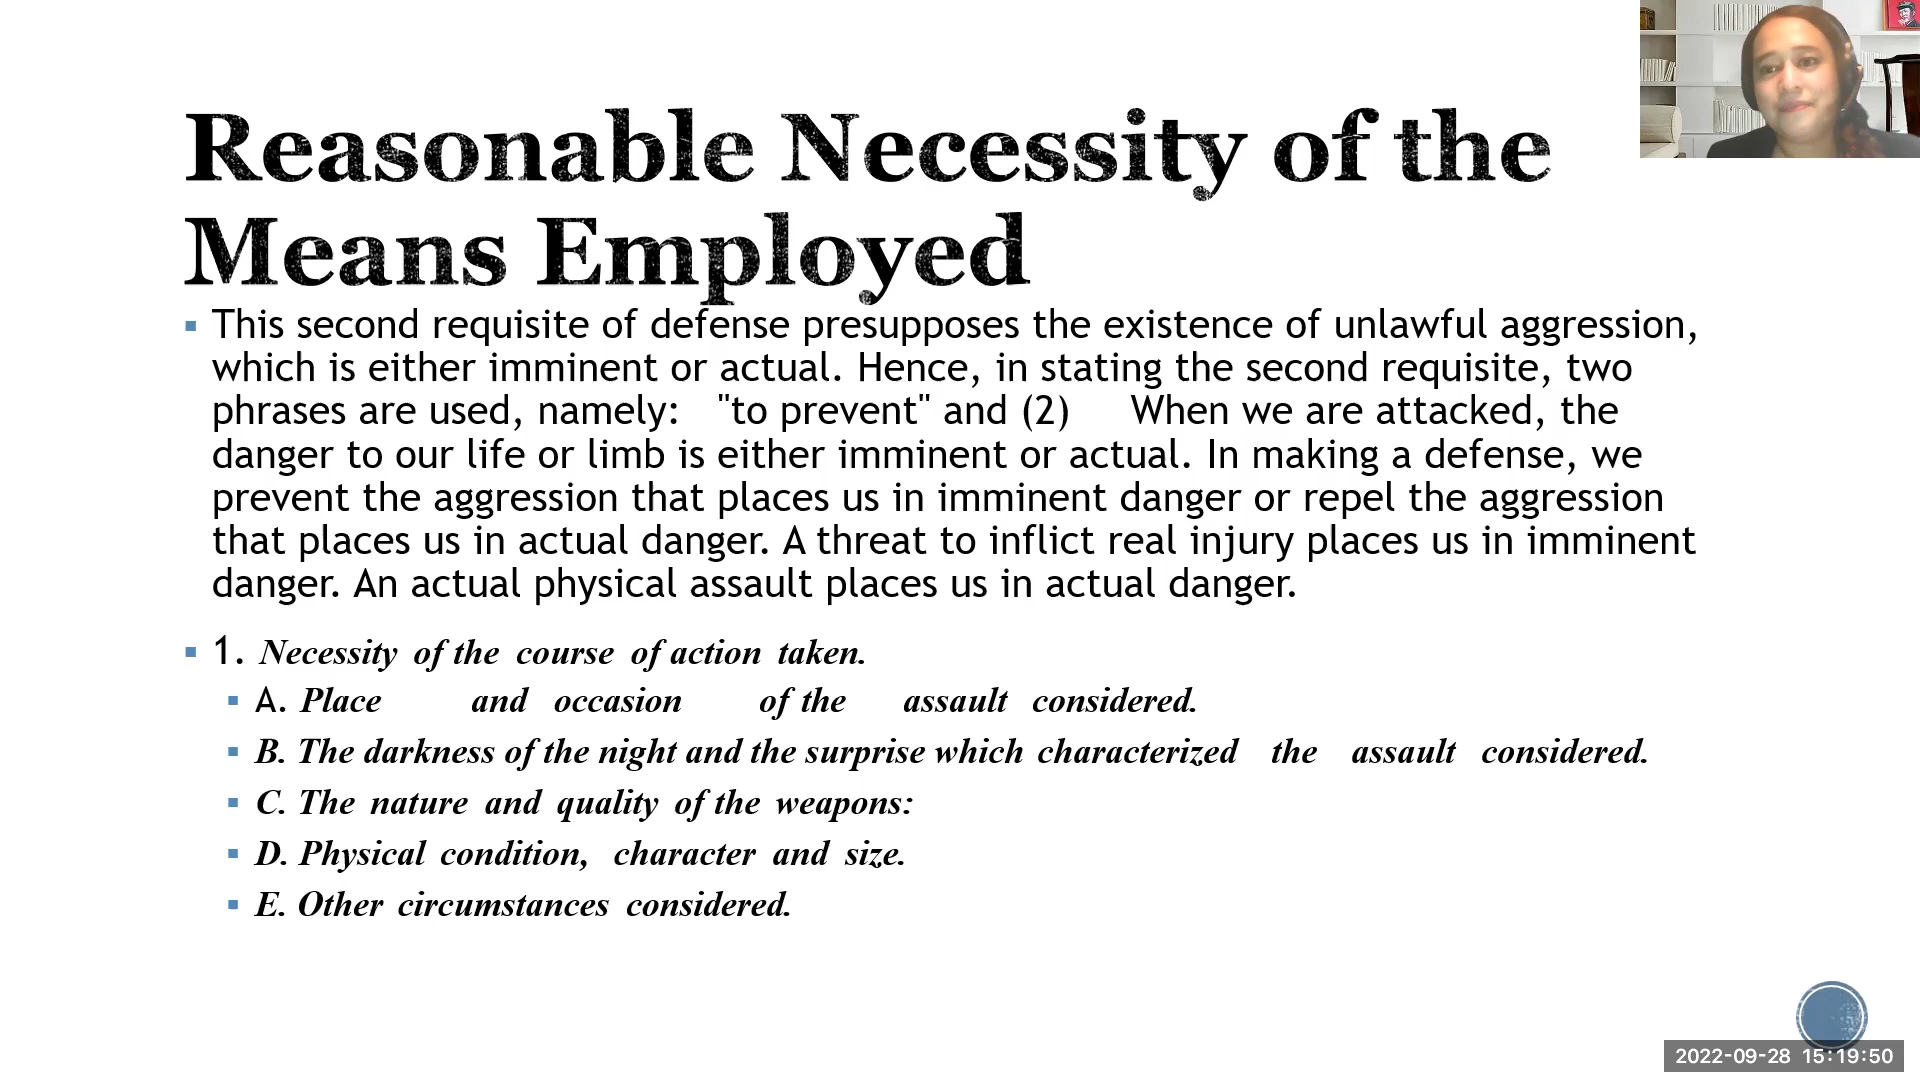 Reasonable Necessity of the
Means Employed
This second requisite of defense presupposes the existence of unlawful aggression,
which is either imminent or actual. Hence, in stating the second requisite, two
phrases are used, namely: "to prevent" and (2) When we are attacked, the
danger to our life or limb is either imminent or actual. In making a defense, we
prevent the aggression that places us in imminent danger or repel the aggression
that places us in actual danger. A threat to inflict real injury places us in imminent
danger. An actual physical assault places us in actual danger.
1. Necessity of the course of action taken.
A. Place and occasion of the assault considered.
B. The darkness of the night and the surprise which characterized the assault considered.
C. The nature and quality of the weapons:
D. Physical condition, character and size.
E. Other circumstances considered.
2022-09-28 15:19:50